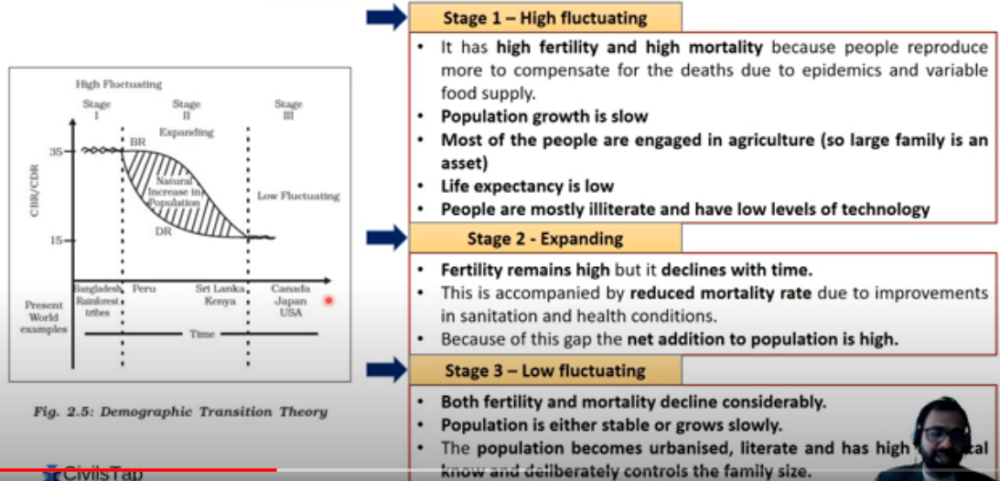 High Fluctuating
Stage I
Stage II
Stage III
Expanding
BR
35
Natural
Increase in
Population
Low Fluctuating
CBR/CDR
DR
15
Bangladesh
Rainforest
tribes
Peru
Sri Lanka
Kenya
Canada
Japan
USA
Present
World
examples
Time
Fig. 2.5: Demographic Transition Theory
CivilsTap
Stage 1 – High fluctuating
• It has high fertility and high mortality because people reproduce
more to compensate for the deaths due to epidemics and variable
food supply.
• Population growth is slow
• Most of the people are engaged in agriculture (so large family is an
asset)
• Life expectancy is low
• People are mostly illiterate and have low levels of technology
Stage 2 - Expanding
• Fertility remains high but it declines with time.
• This is accompanied by reduced mortality rate due to improvements
in sanitation and health conditions.
• Because of this gap the net addition to population is high.
Stage 3 – Low fluctuating
• Both fertility and mortality decline considerably.
• Population is either stable or grows slowly.
• The population becomes urbanised, literate and has high
know and deliberately controls the family size.